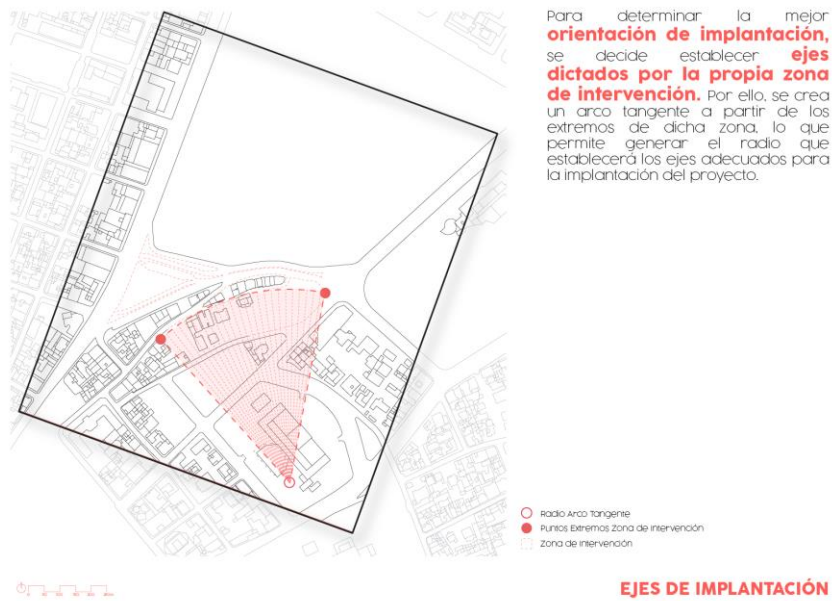 Para determinar la mejor
orientación de implantación,
se decide establecer ejes
dictados por la propia zona
de intervención. Por ello, se crea
un arco tangente a partir de los
extremos de dicha zona, lo que
permite generar el radio que
establecerá los ejes adecuados para
la implantación del proyecto.
Radio Arco Tangente
Puntos Extremos Zona de Intervención
Zona de Intervención
EJES DE IMPLANTACIÓN